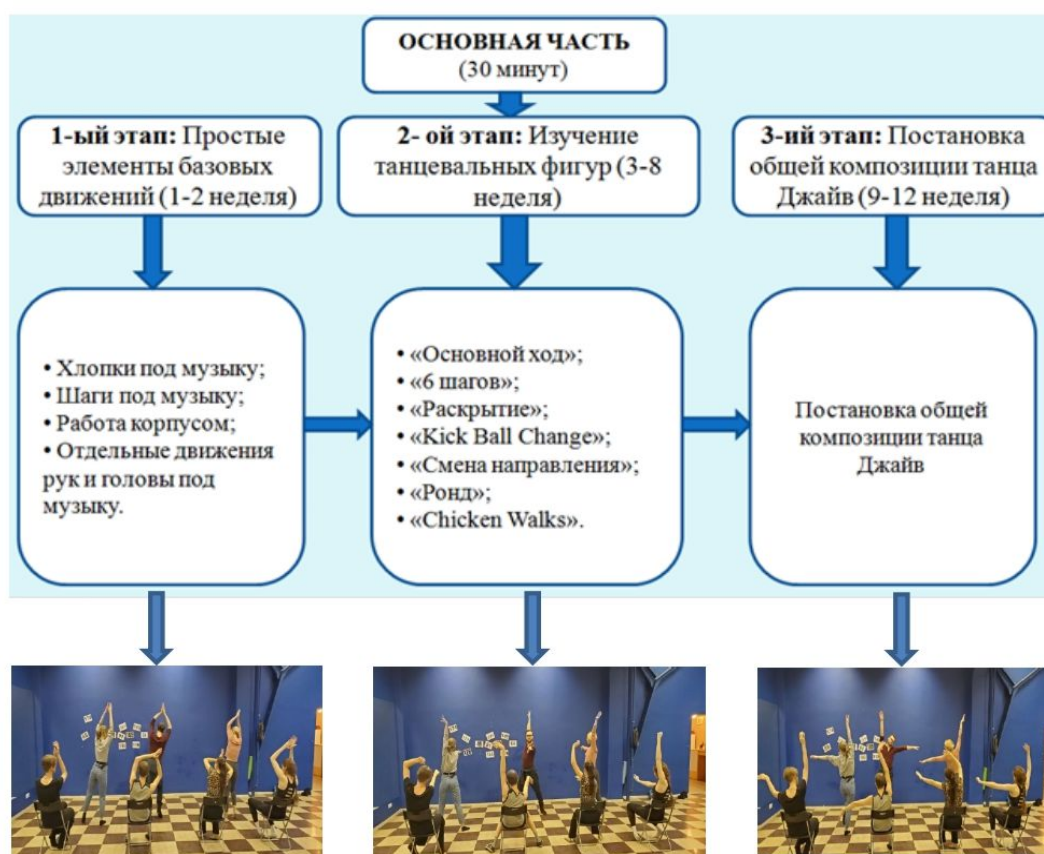 ОСНОВНАЯ ЧАСТЬ
(30 минут)
1-ый этап: Простые
элементы базовых
движений (1-2 неделя)
2- ой этап: Изучение
танцевальных фигур (3-8
неделя)
3-ий этап: Постановка
общей композиции танца
Джайв (9-12 неделя)
• Хлопки под музыку;
• Шаги под музыку;
• Работа корпусом;
• Отдельные движения
рук и головы под
музыку.
• «Основной ход»;
• «6 шагов»;
• «Раскрытие»;
• «Kick Ball Change»;
• «Смена направления»;
• «Ронд»;
• «Chicken Walks».
Постановка общей
композиции танца
Джайв